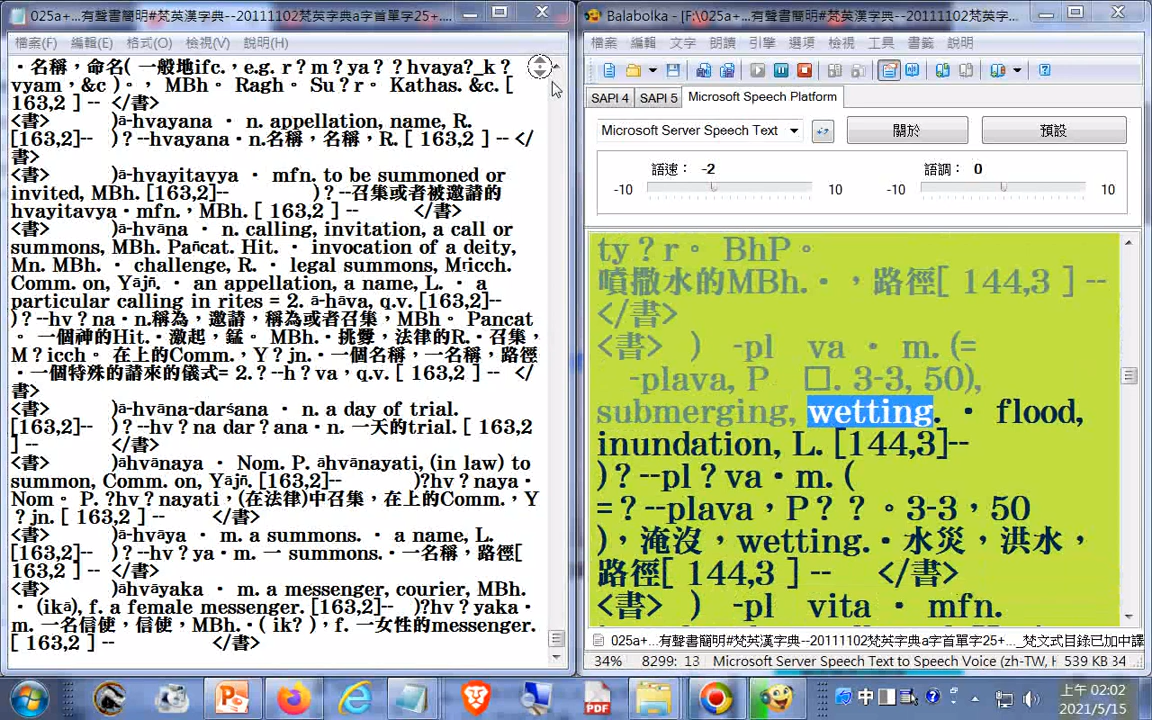 025a+...有聲書簡明#梵英漢字典--20111102梵英字典a字首單字25+...
檔案(F) 編輯(E) 格式(O) 檢視(V) 說明(H)
‧名稱，命名( 一般地ifc.，e.g. r？m？ya？？hvaya?_k？
vyam，&c )。， MBh。Ragh。Su？r。Kathas. &c. [
163,2 ] -- </書>
<書> )ā-hvayana ‧ n. appellation, name, R.
[163,2]-- )？--hvayana‧n.名稱，名稱，R. [ 163,2 ] -- </
書>
<書> )ā-hvayitavya ‧ mfn. to be summoned or
invited, MBh. [163,2]-- )？--召集或者被邀請的
hvayitavya‧mfn.，MBh. [ 163,2 ] -- </書>
<書> )ā-hvāna ‧ n. calling, invitation, a call or
summons, MBh. Pañcat. Hit. ‧ invocation of a deity,
Mn. MBh. ‧ challenge, R. ‧ legal summons, Mṛicch.
Comm. on, Yājñ. ‧ an appellation, a name, L. ‧ a
particular calling in rites = 2. ā-hāva, q.v. [163,2]--
)？--hv？na‧n.稱為，邀請，稱為或者召集，MBh。Pancat
。一個神的Hit.‧激起，錳。MBh.‧挑釁，法律的R.‧召集，
M？icch。在上的Comm.，Y？jn.‧一個名稱，一名稱，路徑
‧一個特殊的請來的儀式= 2.？--h？va，q.v. [ 163,2 ] -- </
書>
<書> )ā-hvāna-darśana ‧ n. a day of trial.
[163,2]-- )？--hv？na dar？ana‧n. 一天的trial. [ 163,2
] -- </書>
<書> )āhvānaya ‧ Nom. P. āhvānayati, (in law) to
summon, Comm. on, Yājñ. [163,2]-- )?hv？naya‧
Nom。P. ?hv？nayati，(在法律)中召集，在上的Comm.，Y
？jn. [ 163,2 ] -- </書>
<書> )ā-hvāya ‧ m. a summons. ‧ a name, L.
[163,2]-- )？--hv？ya‧m. 一 summons.‧一名稱，路徑[
163,2 ] -- </書>
<書> )āhvāyaka ‧ m. a messenger, courier, MBh.
‧ (ikā), f. a female messenger. [163,2]-- )?hv？yaka‧
m. 一名信使，信使，MBh.‧( ik？)，f. 一女性的messenger.
[ 163,2 ] -- </書>
Balabolka - [F:\025a+...有聲書簡明#梵英漢字典--20111102梵英字...
檔案 編輯 文字 朗讀 引擎 選項 檢視 工具 書籤 說明
SAPI 4 SAPI 5 Microsoft Speech Platform
Microsoft Server Speech Text 關於 預設
語速： -2 語調： 0
-10 10 -10 10
ty？r。BhP。
噴撒水的MBh.‧，路徑[ 144,3 ] --
</書>
<書> ) -pl va ‧ m. (=
-plava, P □. 3-3, 50),
submerging, wetting. ‧ flood,
inundation, L. [144,3]--
)？--pl？va‧m. (
=？--plava，P？？。3-3，50
)，淹沒，wetting.‧水災，洪水，
路徑[ 144,3 ] -- </書>
<書> ) -pl vita ‧ mfn.
025a+...有聲書簡明#梵英漢字典--20111102梵英字典a字首單字25+..._梵文式目錄已加中譯
34% 8299: 13 Microsoft Server Speech Text to Speech Voice (zh-TW, H 539 KB 34
中
上午 02:02
2021/5/15